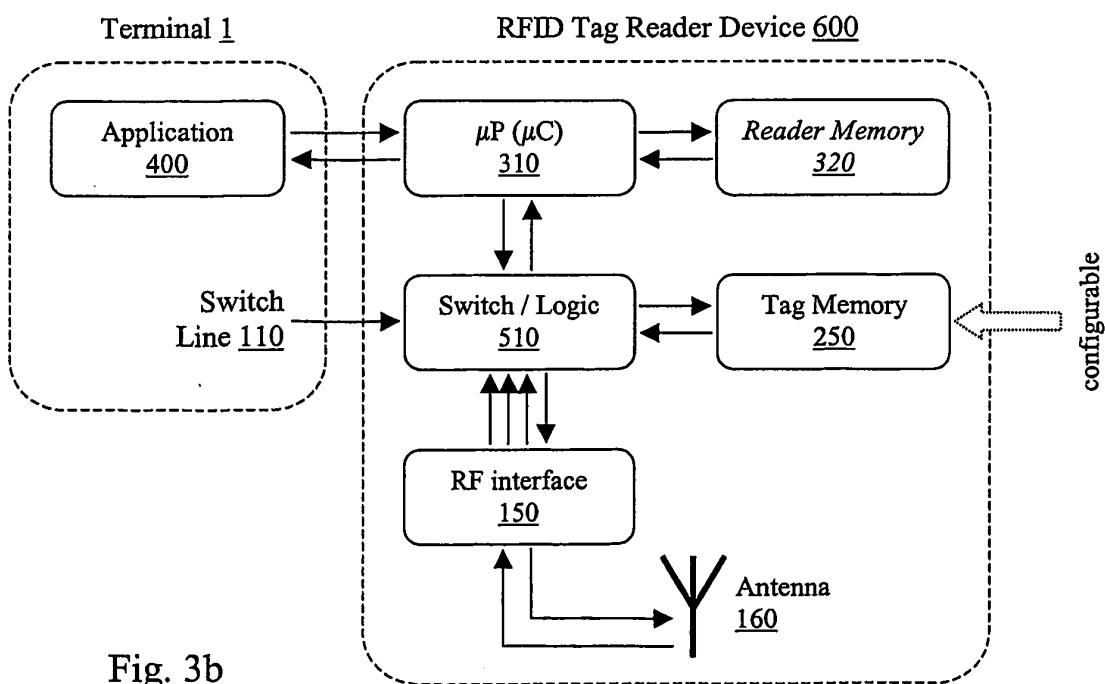 Terminal 1
RFID Tag Reader Device 600
Application
400
μP (μC)
310
Reader Memory
320
Switch
Line 110
Switch / Logic
510
Tag Memory
250
configurable
RF interface
150
Antenna
160
Fig. 3b